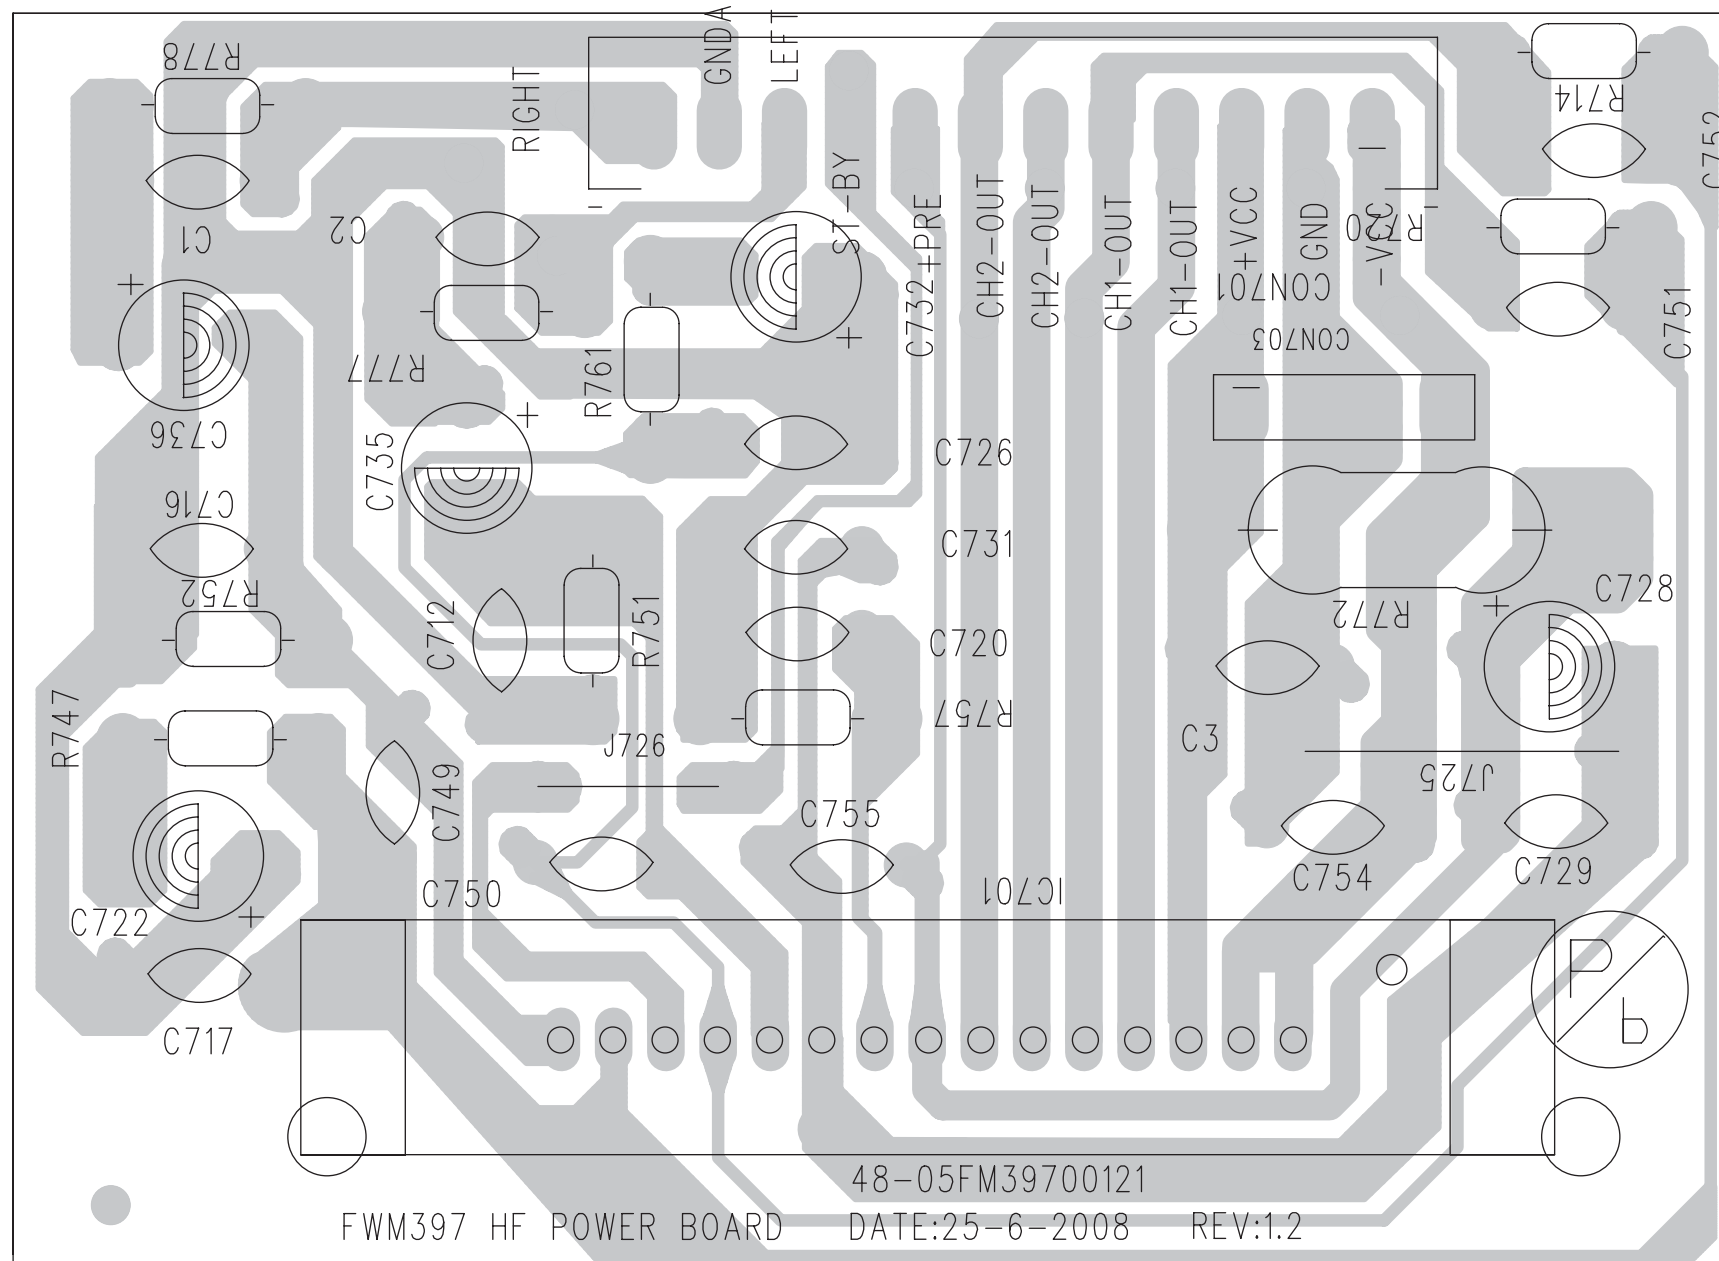 GNDA
LEFT
R778
RIGHT
R714
C752
ST-BY
C1
C2
C732
+PRE
CH2-OUT
CH2-OUT
CH1-OUT
CH1-OUT
+VCC
GND
-VCC
R720
CON701
CON703
C751
R777
R761
C736
C735
C726
C716
C731
R752
C712
R751
C720
C728
R772
R747
R757
J726
C3
J725
C749
C755
C750
IC701
C754
C729
C722
P/b
C717
48-05FM39700121
FWM397 HF POWER BOARD DATE:25-6-2008 REV:1.2